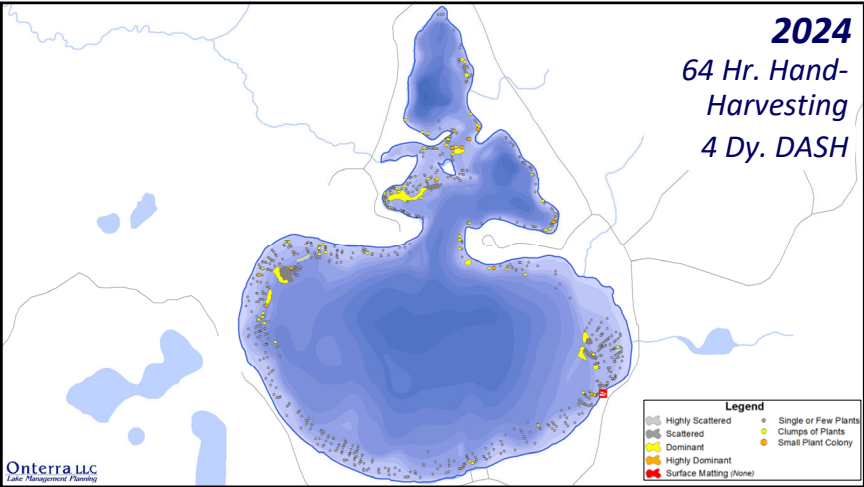 2024
64 Hr. Hand-
Harvesting
4 Dy. DASH
Legend
Highly Scattered
Scattered
Dominant
Highly Dominant
Surface Matting (None)
Single or Few Plants
Clumps of Plants
Small Plant Colony
Onterra LLC
Lake Management Planning